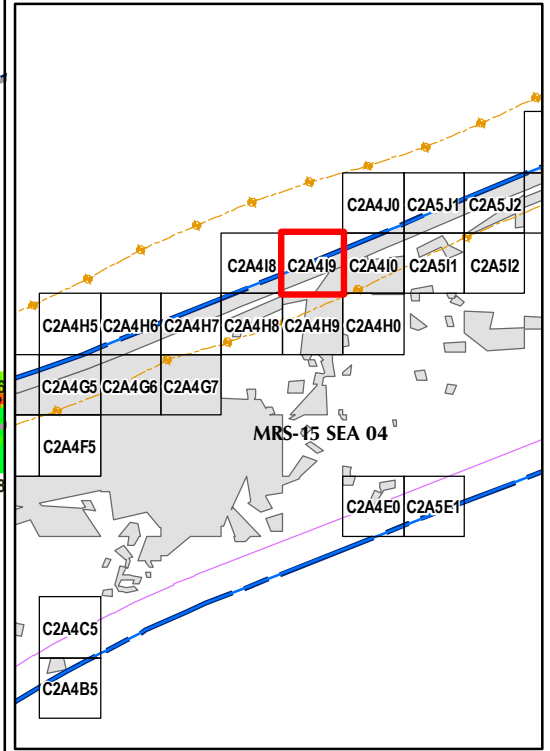 C2A4J0 C2A5J1 C2A5J2
C2A4I8 C2A4I9 C2A4I0 C2A5I1 C2A5I2
C2A4H5 C2A4H6 C2A4H7 C2A4H8 C2A4H9 C2A4H0
C2A4G5 C2A4G6 C2A4G7
MRS-15 SEA 04
C2A4F5
C2A4E0 C2A5E1
C2A4C5
C2A4B5